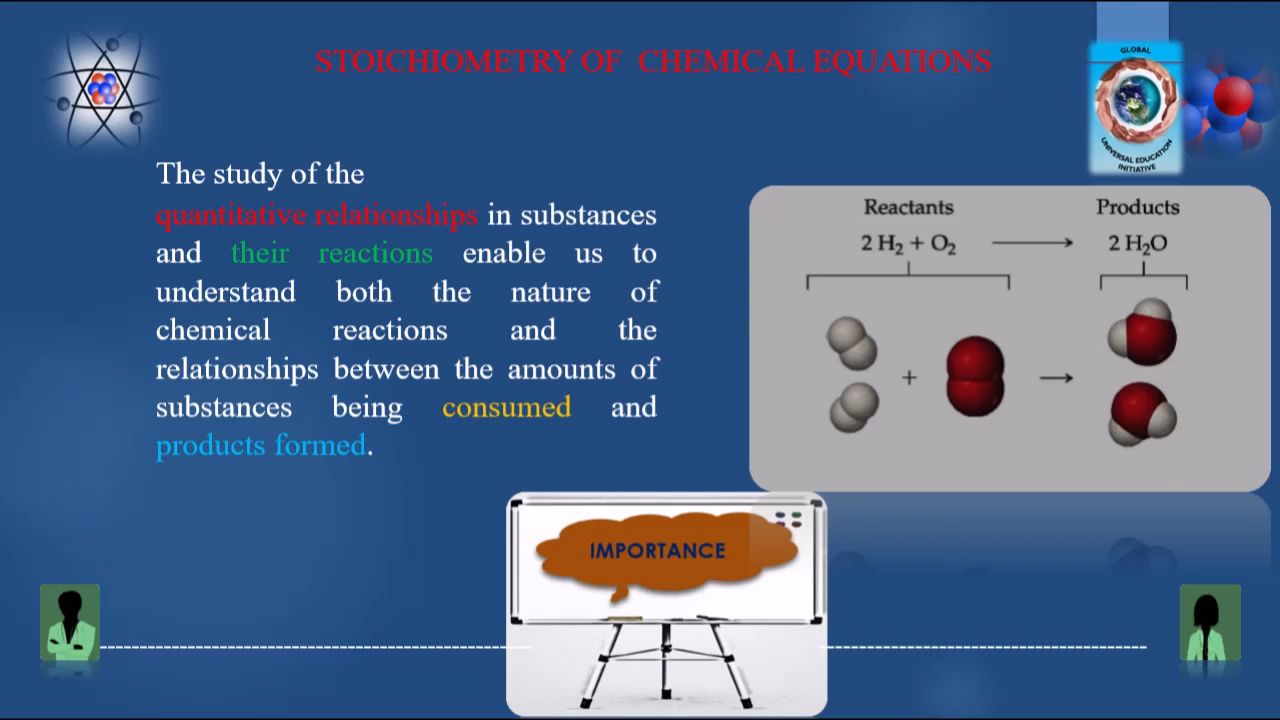 STOICHIOMETRY OF CHEMICAL EQUATIONS
GLOBAL
UNIVERSAL EDUCATION
INITIATIVE
The study of the
quantitative relationships in substances
and their reactions enable us to
understand both the nature of
chemical reactions and the
relationships between the amounts of
substances being consumed and
products formed.
Reactants Products
2 H₂ + O₂ ⟶ 2 H₂O
+ →
IMPORTANCE